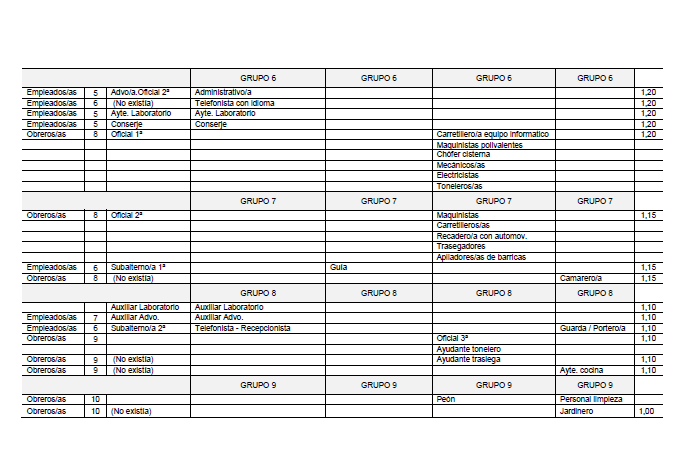 GRUPO 6 GRUPO 6 GRUPO 6 GRUPO 6
Empleados/as 5 Advo/a.Oficial 2ª Administrativo/a 1,20
Empleados/as 6 (No existía) Telefonista con idioma 1,20
Empleados/as 5 Ayte. Laboratorio Ayte. Laboratorio 1,20
Empleados/as 5 Conserje Conserje 1,20
Obreros/as 8 Oficial 1ª Carretillero/a equipo informatico 1,20
Maquinistas polivalentes
Chófer cisterna
Mecánicos/as
Electricistas
Toneleros/as
GRUPO 7 GRUPO 7 GRUPO 7 GRUPO 7
Obreros/as 8 Oficial 2ª Maquinistas 1,15
Carretilleros/as
Recadero/a con automov.
Trasegadores
Apiladores/as de barricas
Empleados/as 6 Subalterno/a 1ª Guía 1,15
Obreros/as 8 (No existía) Camarero/a 1,15
GRUPO 8 GRUPO 8 GRUPO 8 GRUPO 8
Auxiliar Laboratorio Auxiliar Laboratorio 1,10
Empleados/as 7 Auxiliar Advo. Auxiliar Advo. 1,10
Empleados/as 6 Subalterno/a 2ª Telefonista - Recepcionista Guarda / Portero/a 1,10
Obreros/as 9 Oficial 3ª 1,10
Ayudante tonelero
Obreros/as 9 (No existía) Ayudante trasiega 1,10
Obreros/as 9 (No existía) Ayte. cocina 1,10
GRUPO 9 GRUPO 9 GRUPO 9 GRUPO 9
Obreros/as 10 Peón Personal limpieza
Obreros/as 10 (No existía) Jardinero 1,00